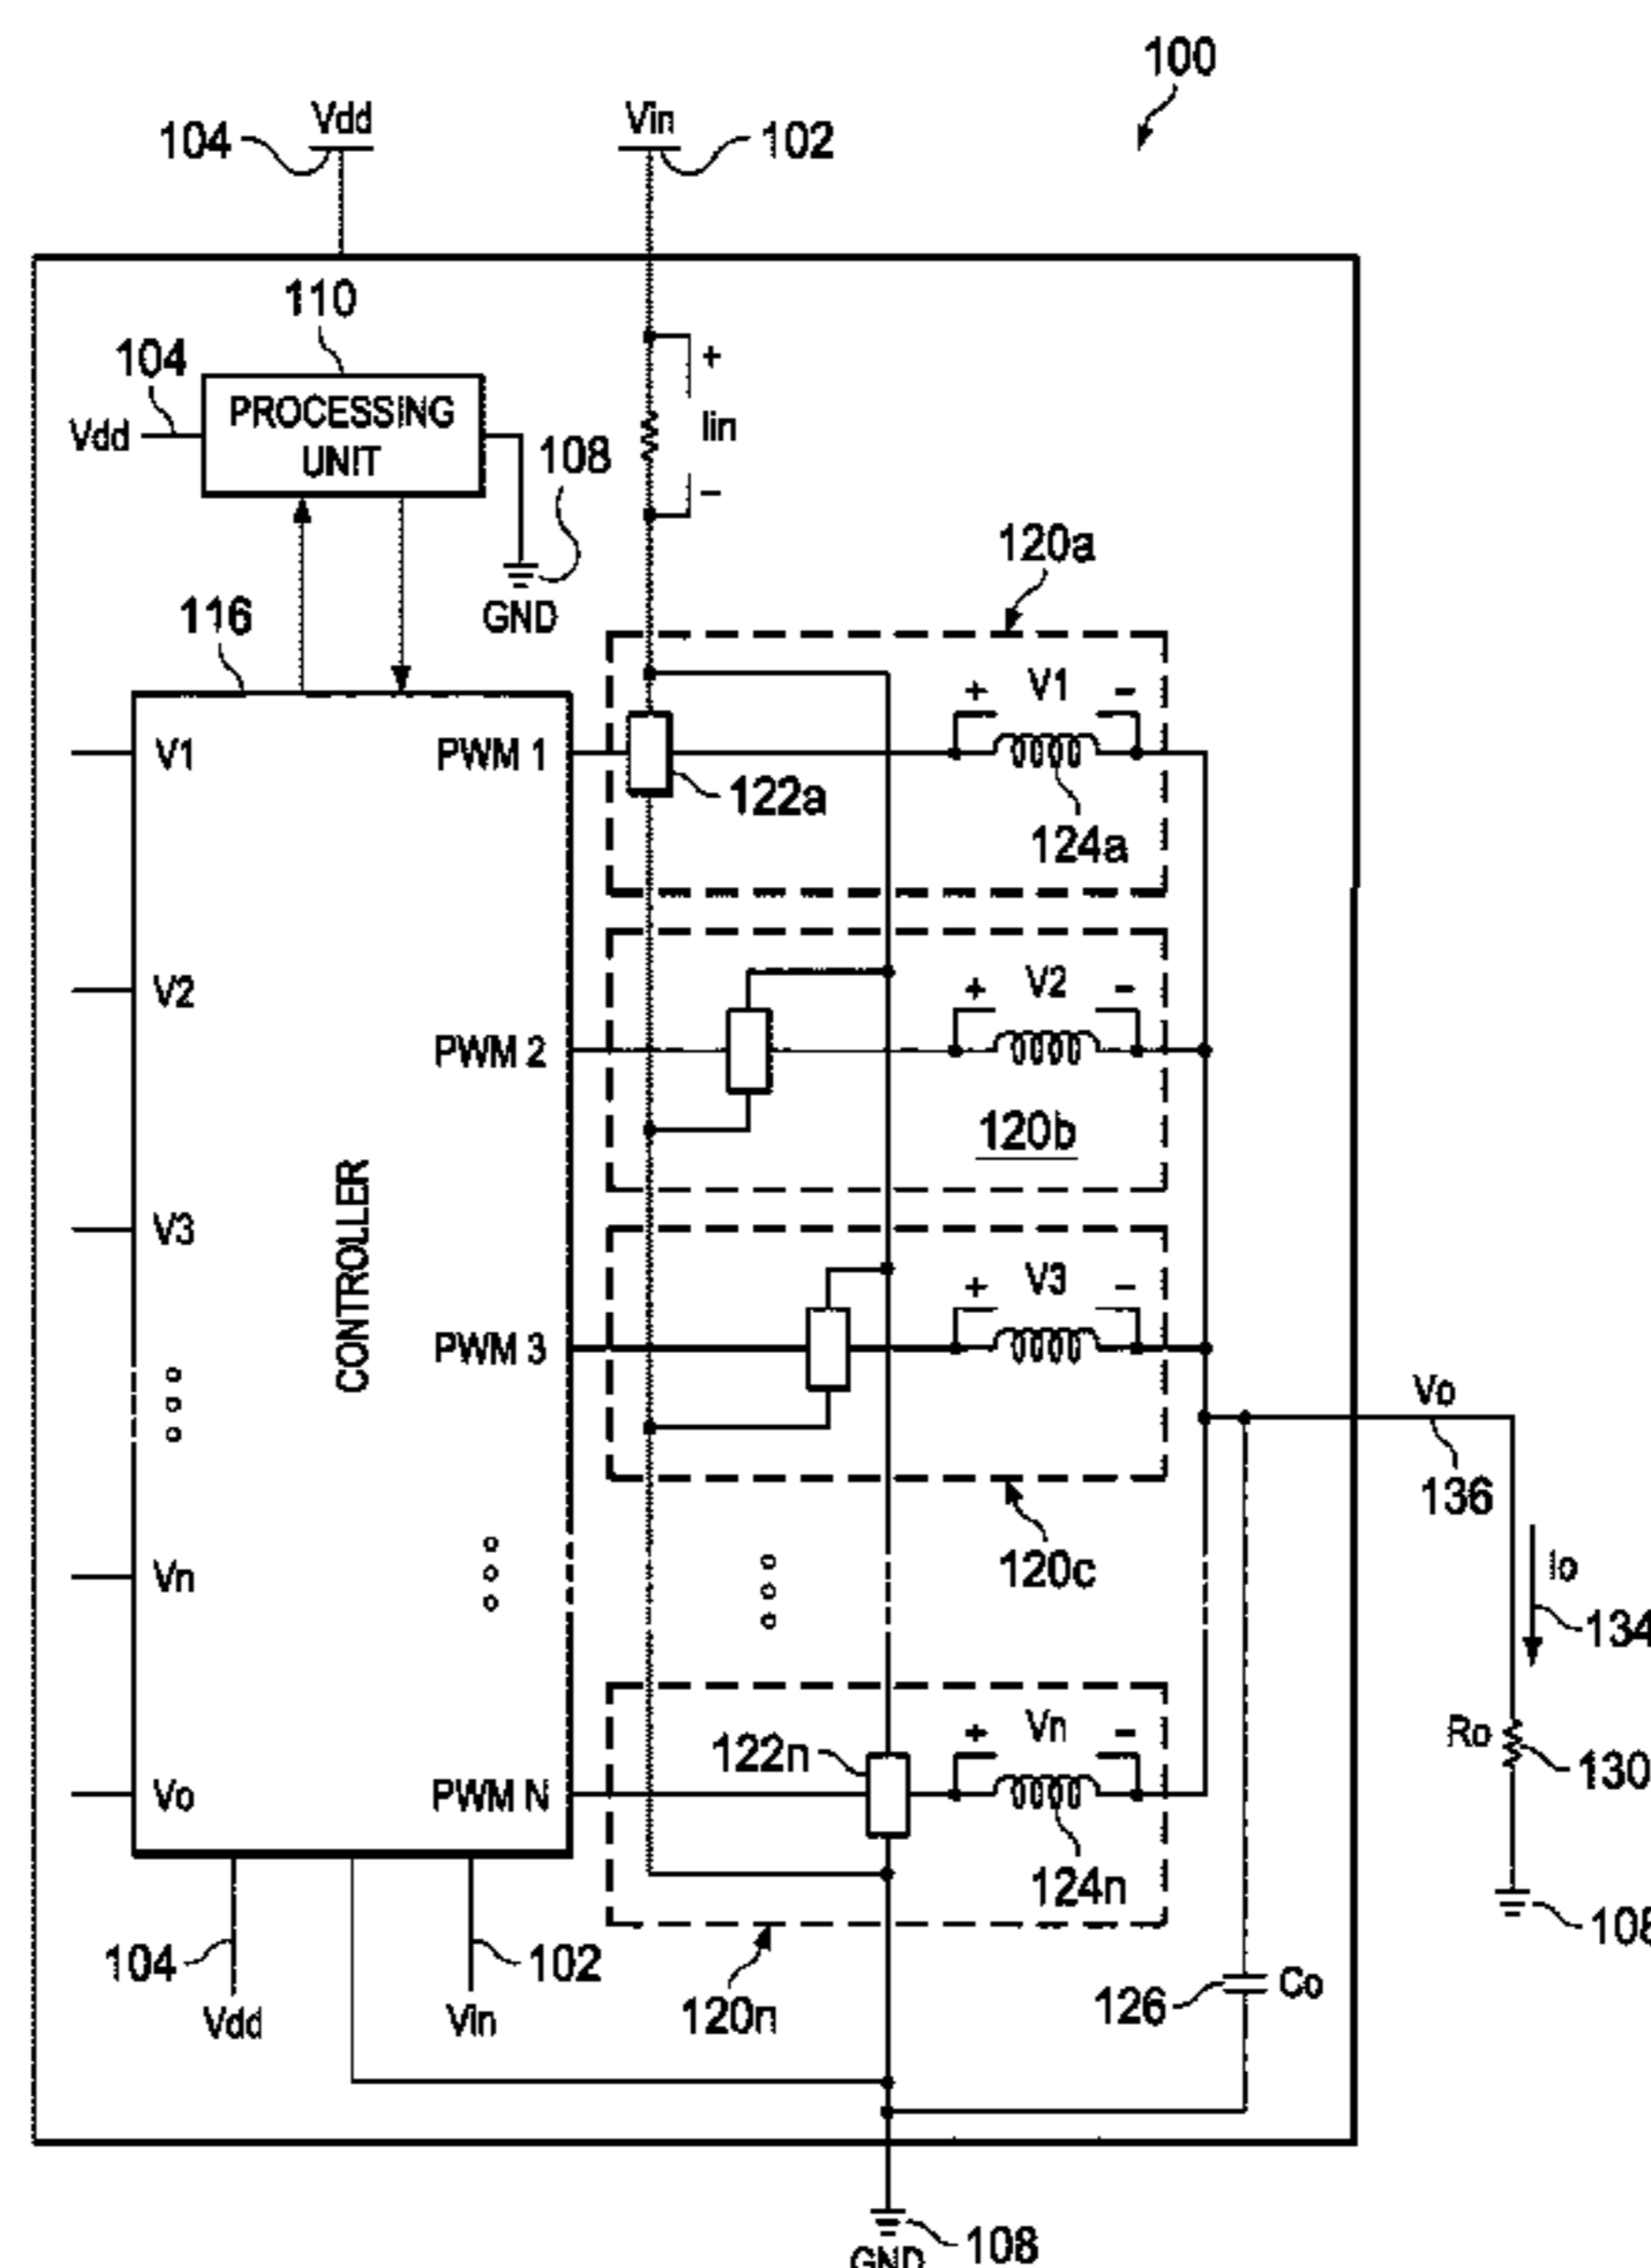 100
Vdd
Vin
104
102
110
104
Vdd
PROCESSING
UNIT
+
Iin
−
108
GND
116
120a
V1
PWM 1
+ V1 −
122a
124a
V2
PWM 2
+ V2 −
120b
V3
PWM 3
+ V3 −
CONTROLLER
120c
Vo
136
Io
134
Vn
122n
+ Vn −
Vo
PWM N
124n
Ro
130
108
104
Vdd
102
Vin
120n
126
Co
108
GND